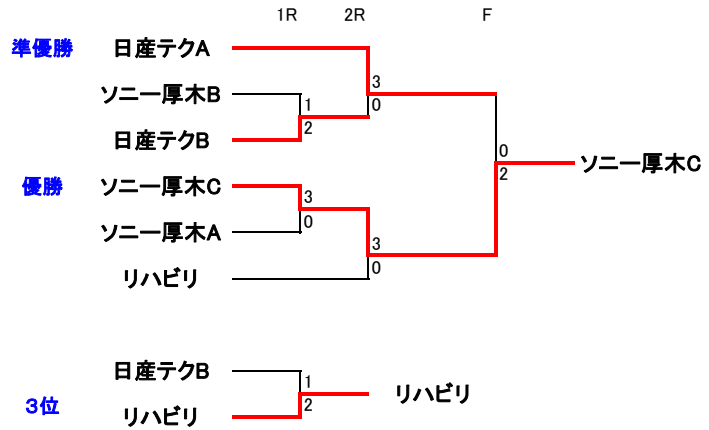 1R 2R F
準優勝 日産テクA
3
ソニー厚木B
1 0
2
日産テクB
0 ソニー厚木C
2
優勝 ソニー厚木C
3
0
ソニー厚木A
3
0
リハビリ
日産テクB
1 リハビリ
2
3位 リハビリ